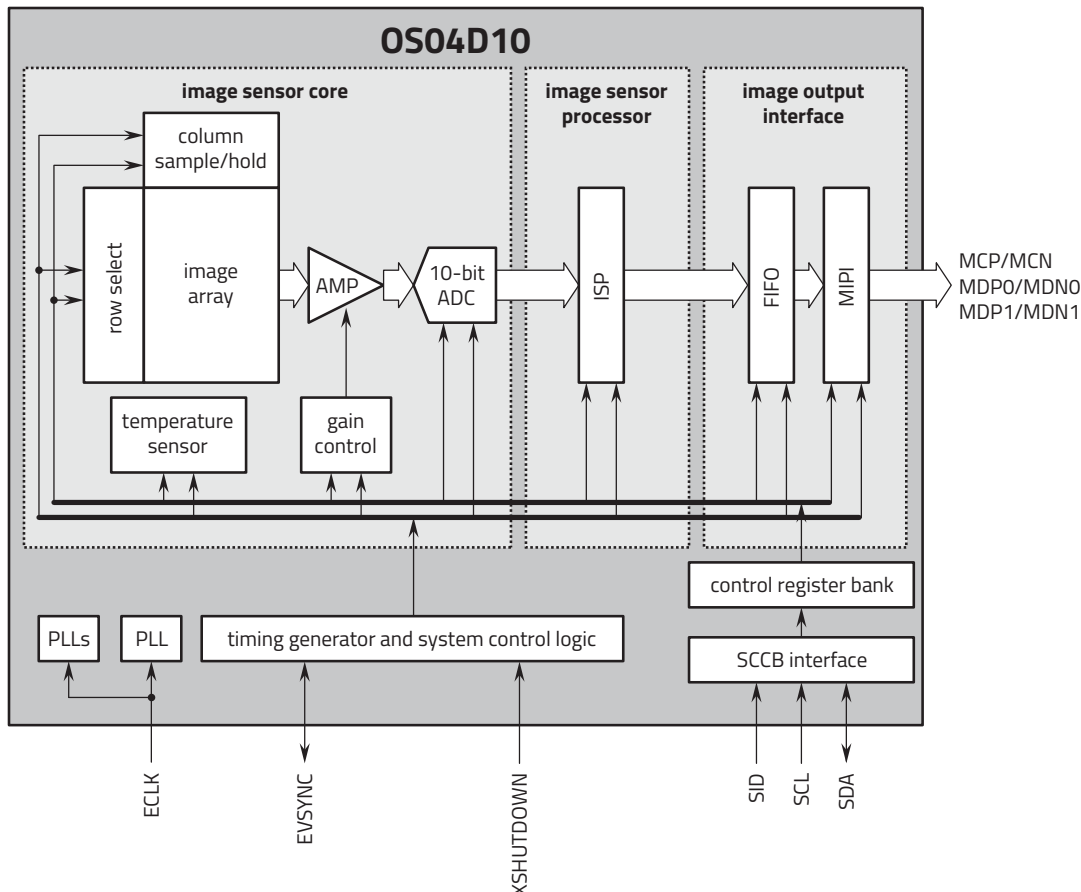 OS04D10
image sensor core
image sensor
processor
image output
interface
column
sample/hold
row select
image
array
AMP
10-bit
ADC
ISP
FIFO
MIPI
MCP/MCN
MDP0/MDN0
MDP1/MDN1
temperature
sensor
gain
control
control register bank
PLLs
PLL
timing generator and system control logic
SCCB interface
ECLK
EVSYNC
XSHUTDOWN
SID
SCL
SDA